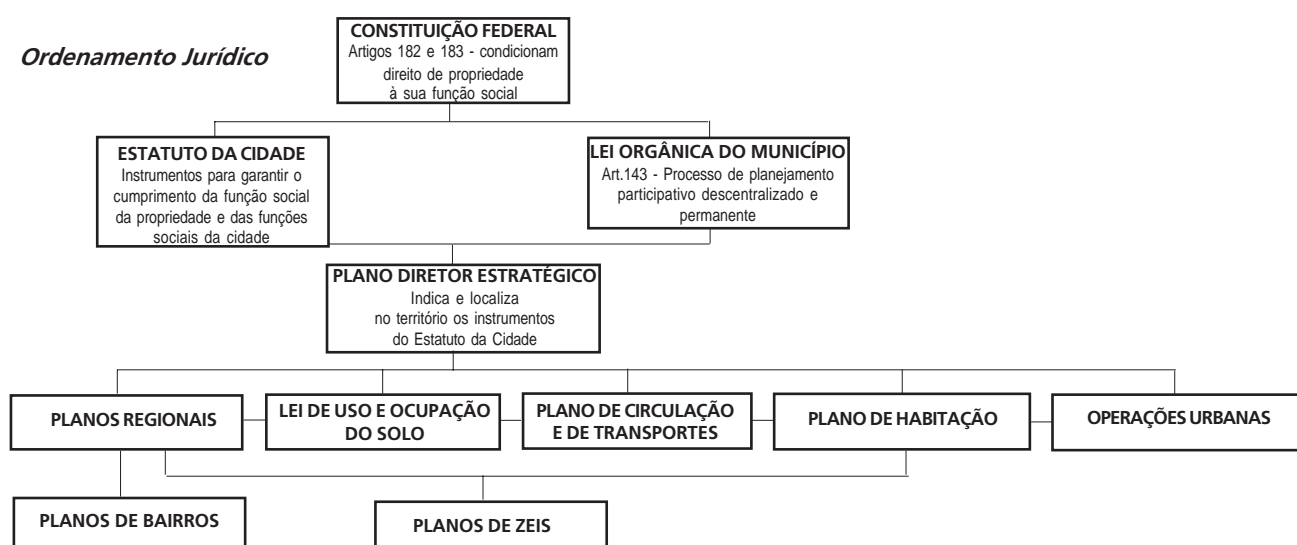 Ordenamento Jurídico
CONSTITUIÇÃO FEDERAL
Artigos 182 e 183 - condicionam
direito de propriedade
à sua função social
ESTATUTO DA CIDADE
Instrumentos para garantir o
cumprimento da função social
da propriedade e das funções
sociais da cidade
LEI ORGÂNICA DO MUNICÍPIO
Art.143 - Processo de planejamento
participativo descentralizado e
permanente
PLANO DIRETOR ESTRATÉGICO
Indica e localiza
no território os instrumentos
do Estatuto da Cidade
PLANOS REGIONAIS
LEI DE USO E OCUPAÇÃO
DO SOLO
PLANO DE CIRCULAÇÃO
E DE TRANSPORTES
PLANO DE HABITAÇÃO
OPERAÇÕES URBANAS
PLANOS DE BAIRROS
PLANOS DE ZEIS